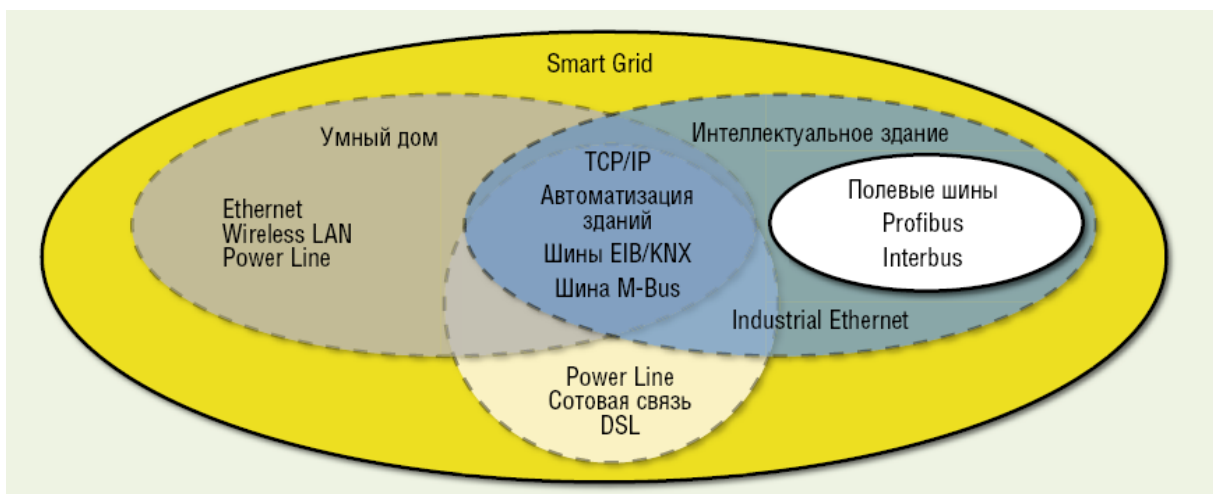 Smart Grid
Умный дом
Интеллектуальное здание
Ethernet
Wireless LAN
Power Line
TCP/IP
Автоматизация
зданий
Шины EIB/KNX
Шина M-Bus
Полевые шины
Profibus
Interbus
Industrial Ethernet
Power Line
Сотовая связь
DSL